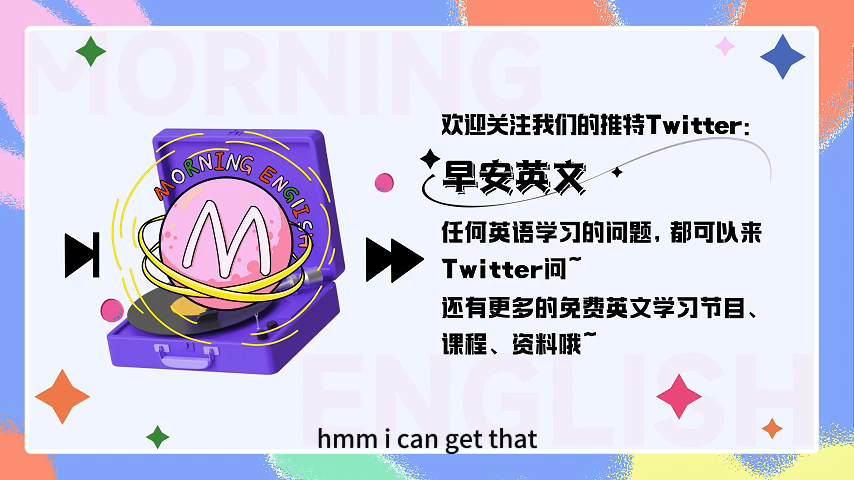 MORNING
欢迎关注我们的推特Twitter:
早安英文
MORNING ENGLISH
M
任何英语学习的问题, 都可以来
Twitter问~
还有更多的免费英文学习节目、
课程、资料哦~
ENGLISH
hmm i can get that